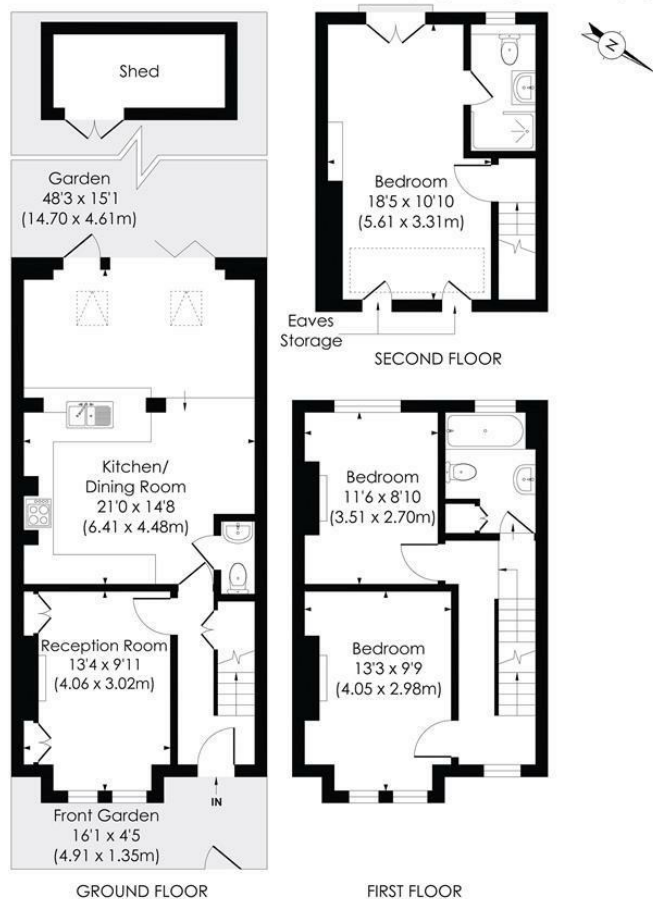 Shed
Garden
48'3 x 15'1
(14.70 x 4.61m)
Kitchen/
Dining Room
21'0 x 14'8
(6.41 x 4.48m)
Reception Room
13'4 x 9'11
(4.06 x 3.02m)
IN
Front Garden
16'1 x 4'5
(4.91 x 1.35m)
GROUND FLOOR
N
Bedroom
18'5 x 10'10
(5.61 x 3.31m)
Eaves
Storage
SECOND FLOOR
Bedroom
11'6 x 8'10
(3.51 x 2.70m)
Bedroom
13'3 x 9'9
(4.05 x 2.98m)
FIRST FLOOR